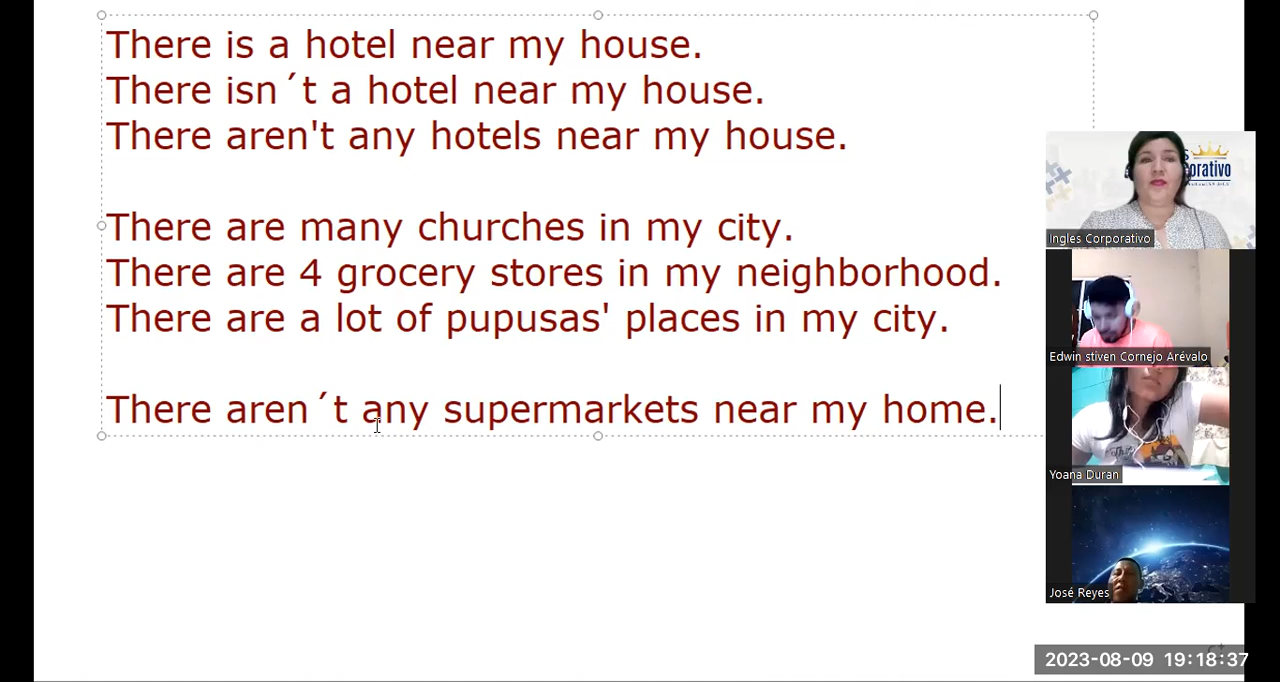 There is a hotel near my house.
There isn´t a hotel near my house.
There aren't any hotels near my house.
There are many churches in my city.
There are 4 grocery stores in my neighborhood.
There are a lot of pupusas' places in my city.
There aren´t any supermarkets near my home.
Ingles Corporativo
Edwin stiven Cornejo Arévalo
Yoana Duran
José Reyes
2023-08-09 19:18:37